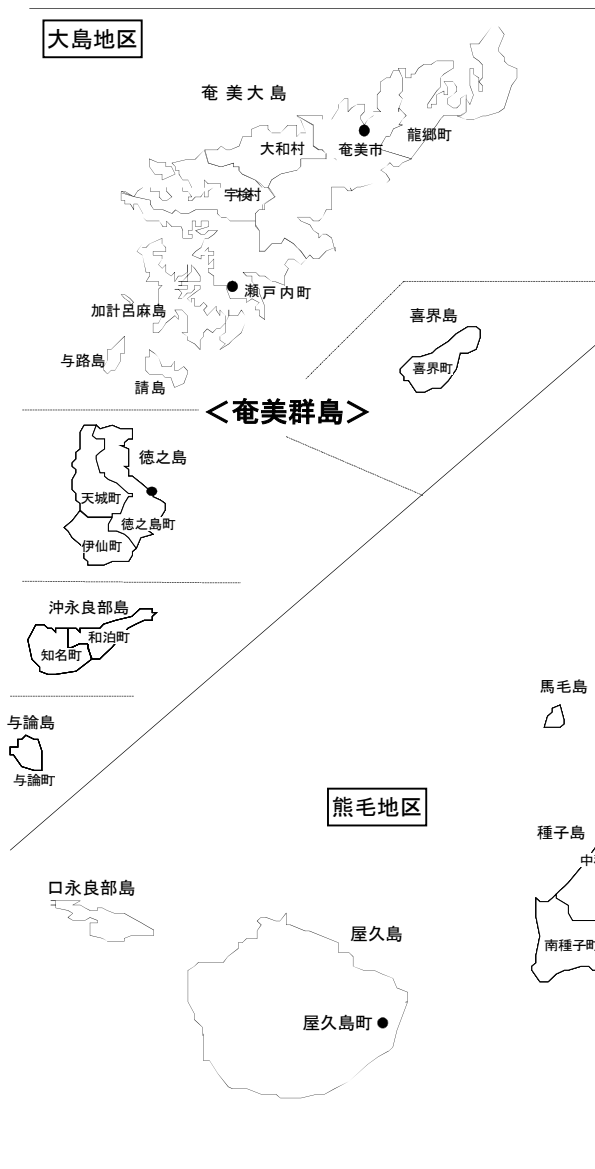 大島地区
奄美大島
龍郷町
大和村
奄美市
宇検村
瀬戸内町
加計呂麻島
喜界島
与路島
喜界町
請島
＜奄美群島＞
徳之島
天城町
徳之島町
伊仙町
沖永良部島
和泊町
知名町
馬毛島
与論島
与論町
熊毛地区
種子島
口永良部島
屋久島
南種子町
屋久島町